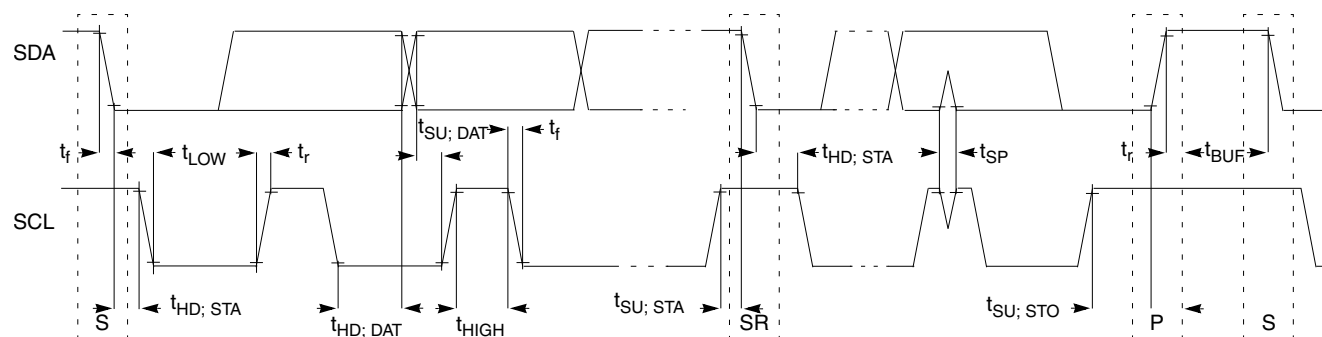 SDA
t_SU; DAT
t_f
t_f
t_LOW
t_r
t_HD; STA
t_SP
t_r
t_BUF
SCL
t_HD; STA
t_HD; DAT
t_HIGH
t_SU; STA
t_SU; STO
S
SR
P
S